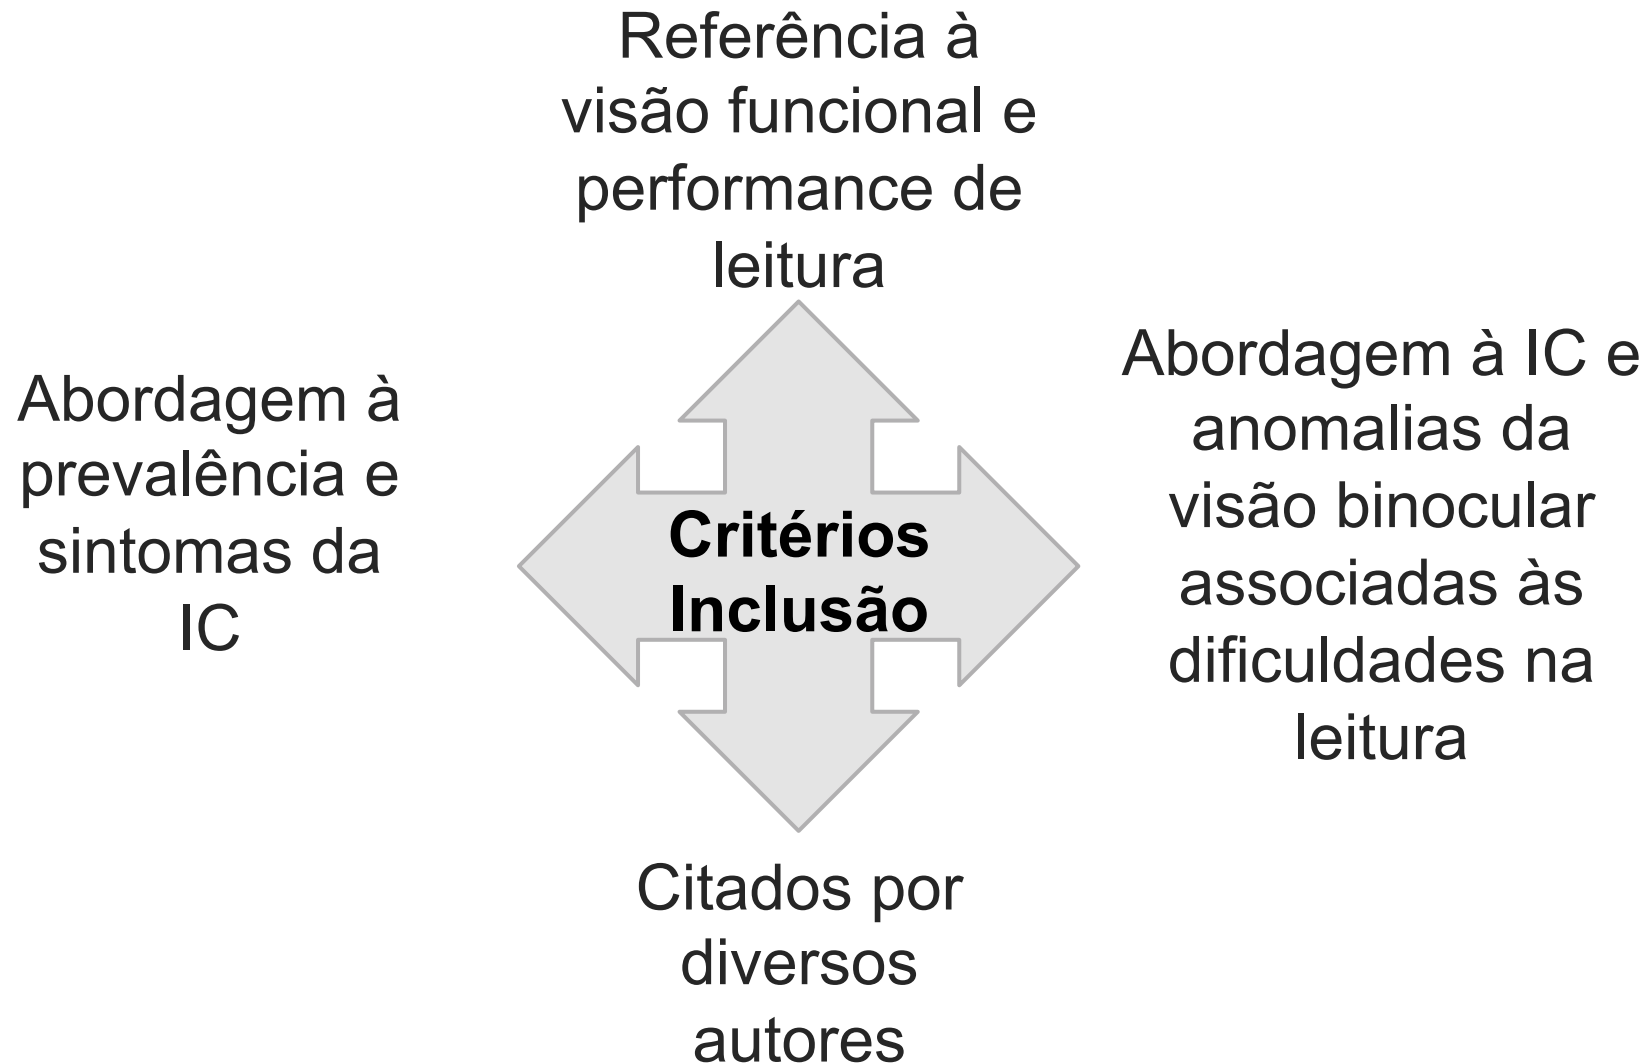 Referência à
visão funcional e
performance de
leitura
Abordagem à
prevalência e
sintomas da
IC
Critérios
Inclusão
Abordagem à IC e
anomalias da
visão binocular
associadas às
dificuldades na
leitura
Citados por
diversos
autores